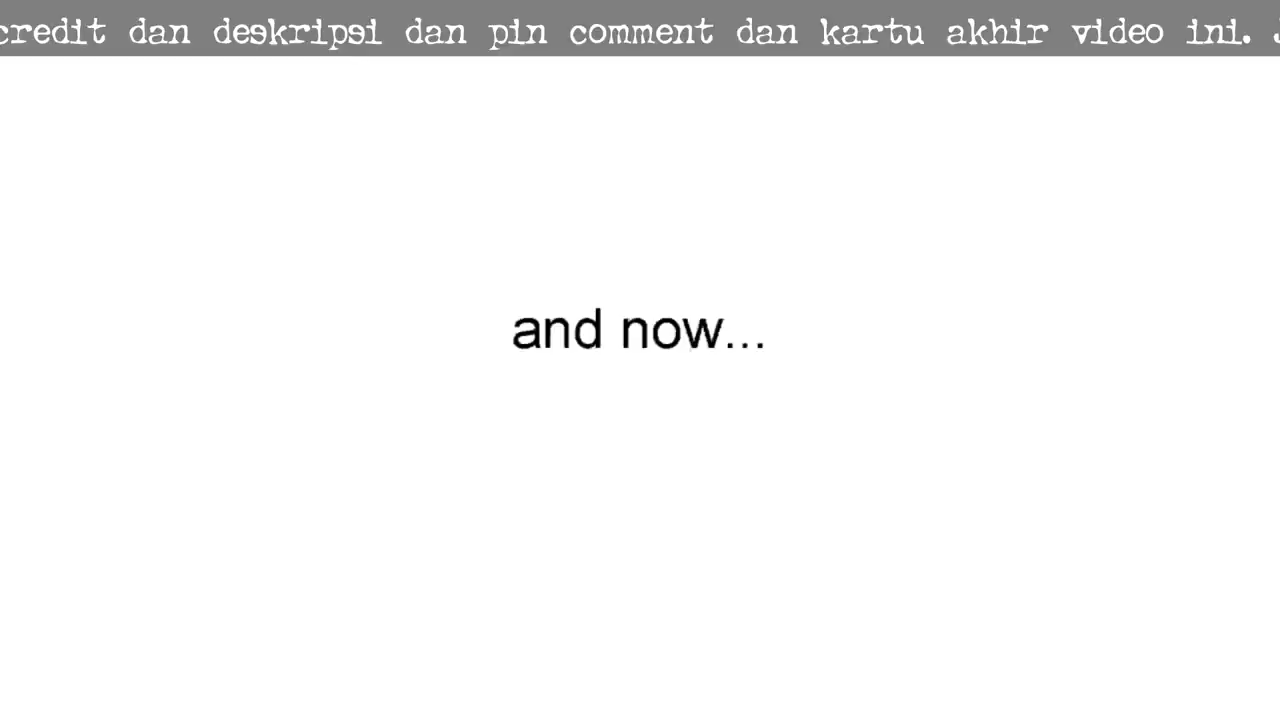 credit dan deskripsi dan pin comment dan kartu akhir video ini.
and now...